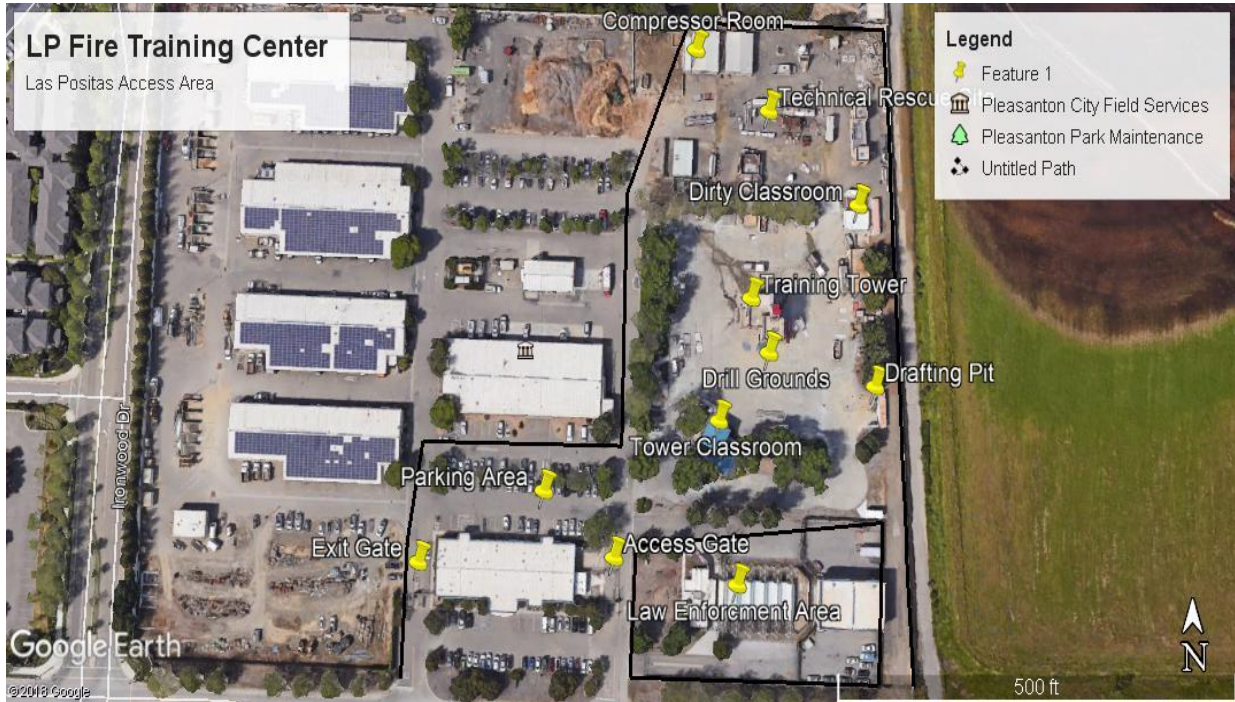 LP Fire Training Center
Las Positas Access Area
Compressor Room
Legend
Feature 1
Pleasanton City Field Services
Pleasanton Park Maintenance
Untitled Path
Technical Rescue Site
Dirty Classroom
Training Tower
Drill Grounds
Drafting Pit
Tower Classroom
Parking Area
Ironwood Dr
Exit Gate
Access Gate
Law Enforcment Area
Google Earth
©2018 Google
N
500 ft